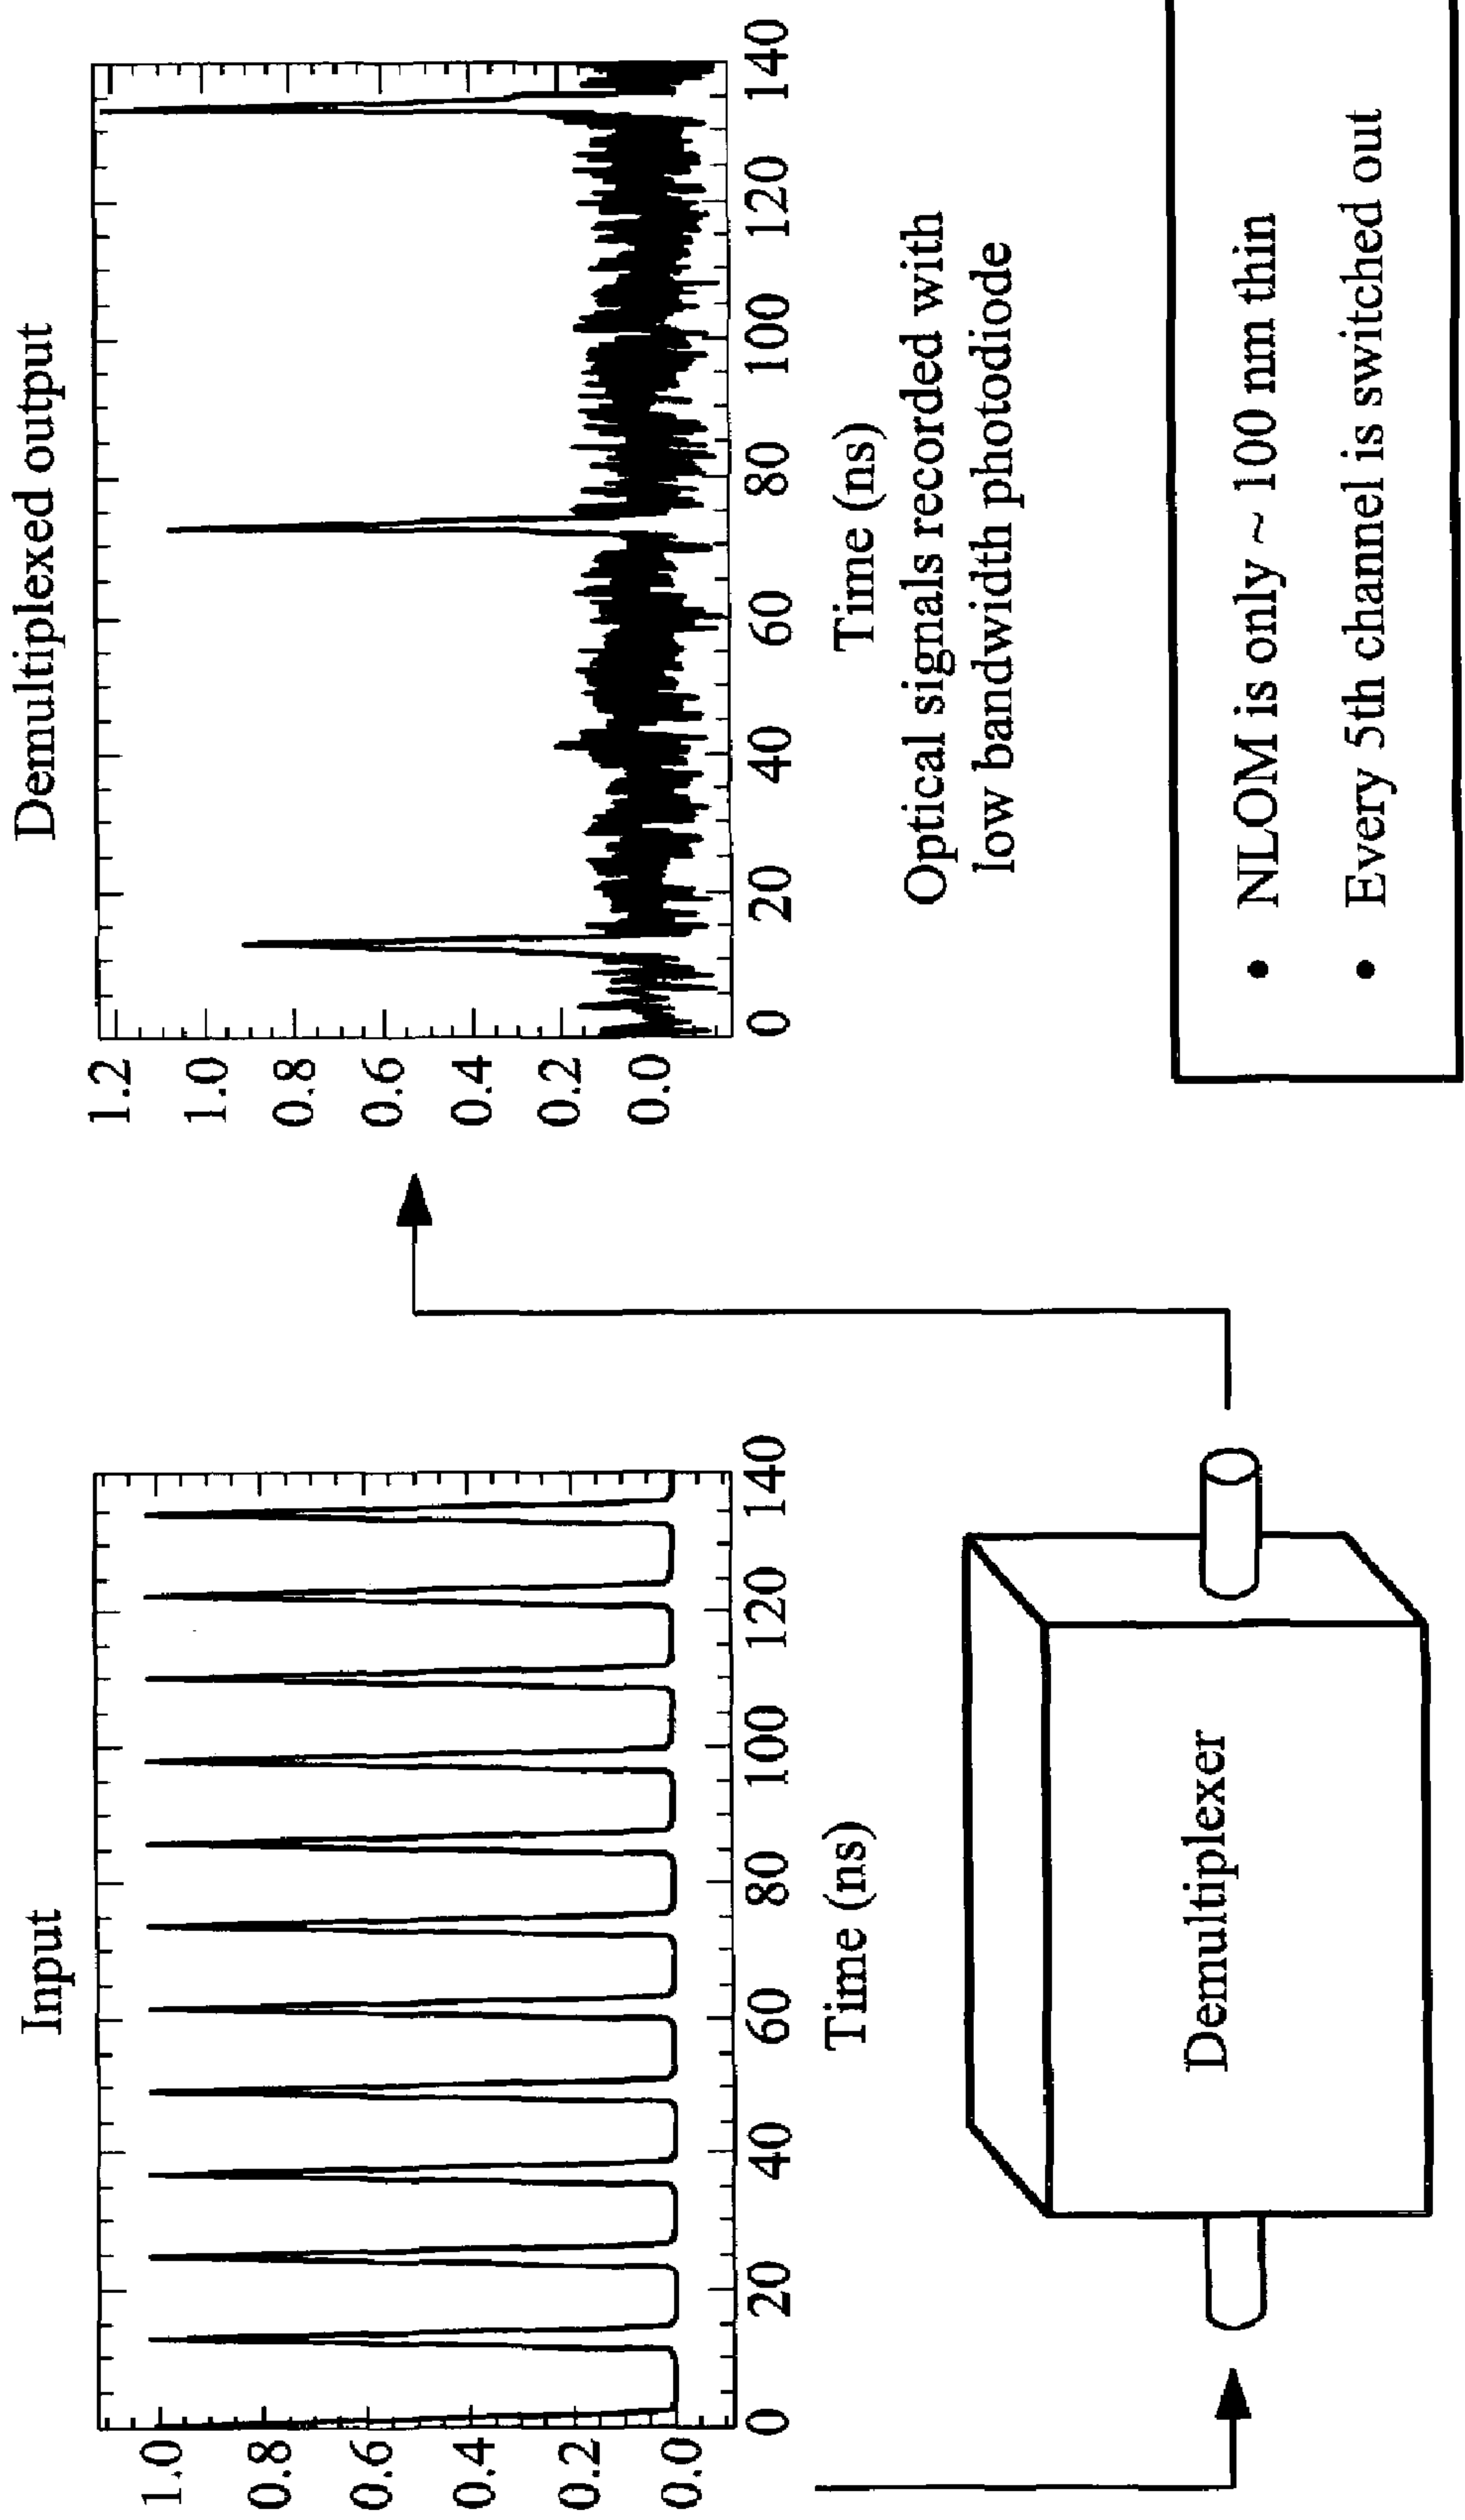 Input
1.0
0.8
0.6
0.4
0.2
0.0
0 20 40 60 80 100 120 140
Time (ns)
Demultiplexer
Demultiplexed output
1.2
1.0
0.8
0.6
0.4
0.2
0.0
0 20 40 60 80 100 120 140
Time (ns)
Optical signals recorded with
low bandwidth photodiode
• NLOM is only ~ 100 nm thin
• Every 5th channel is switched out